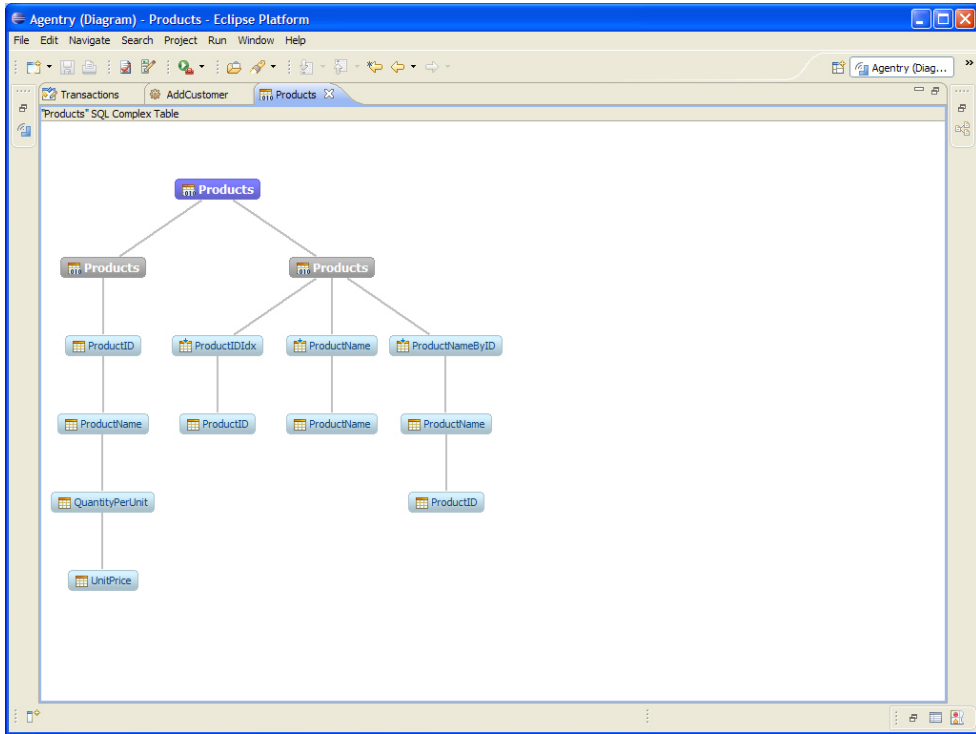 Agentry (Diagram) - Products - Eclipse Platform
File Edit Navigate Search Project Run Window Help
Agentry (Diag... »
Transactions AddCustomer Products
"Products" SQL Complex Table
Products
Products Products
ProductID ProductIDIdx ProductName ProductNameByID
ProductName ProductID ProductName ProductName
QuantityPerUnit ProductID
UnitPrice